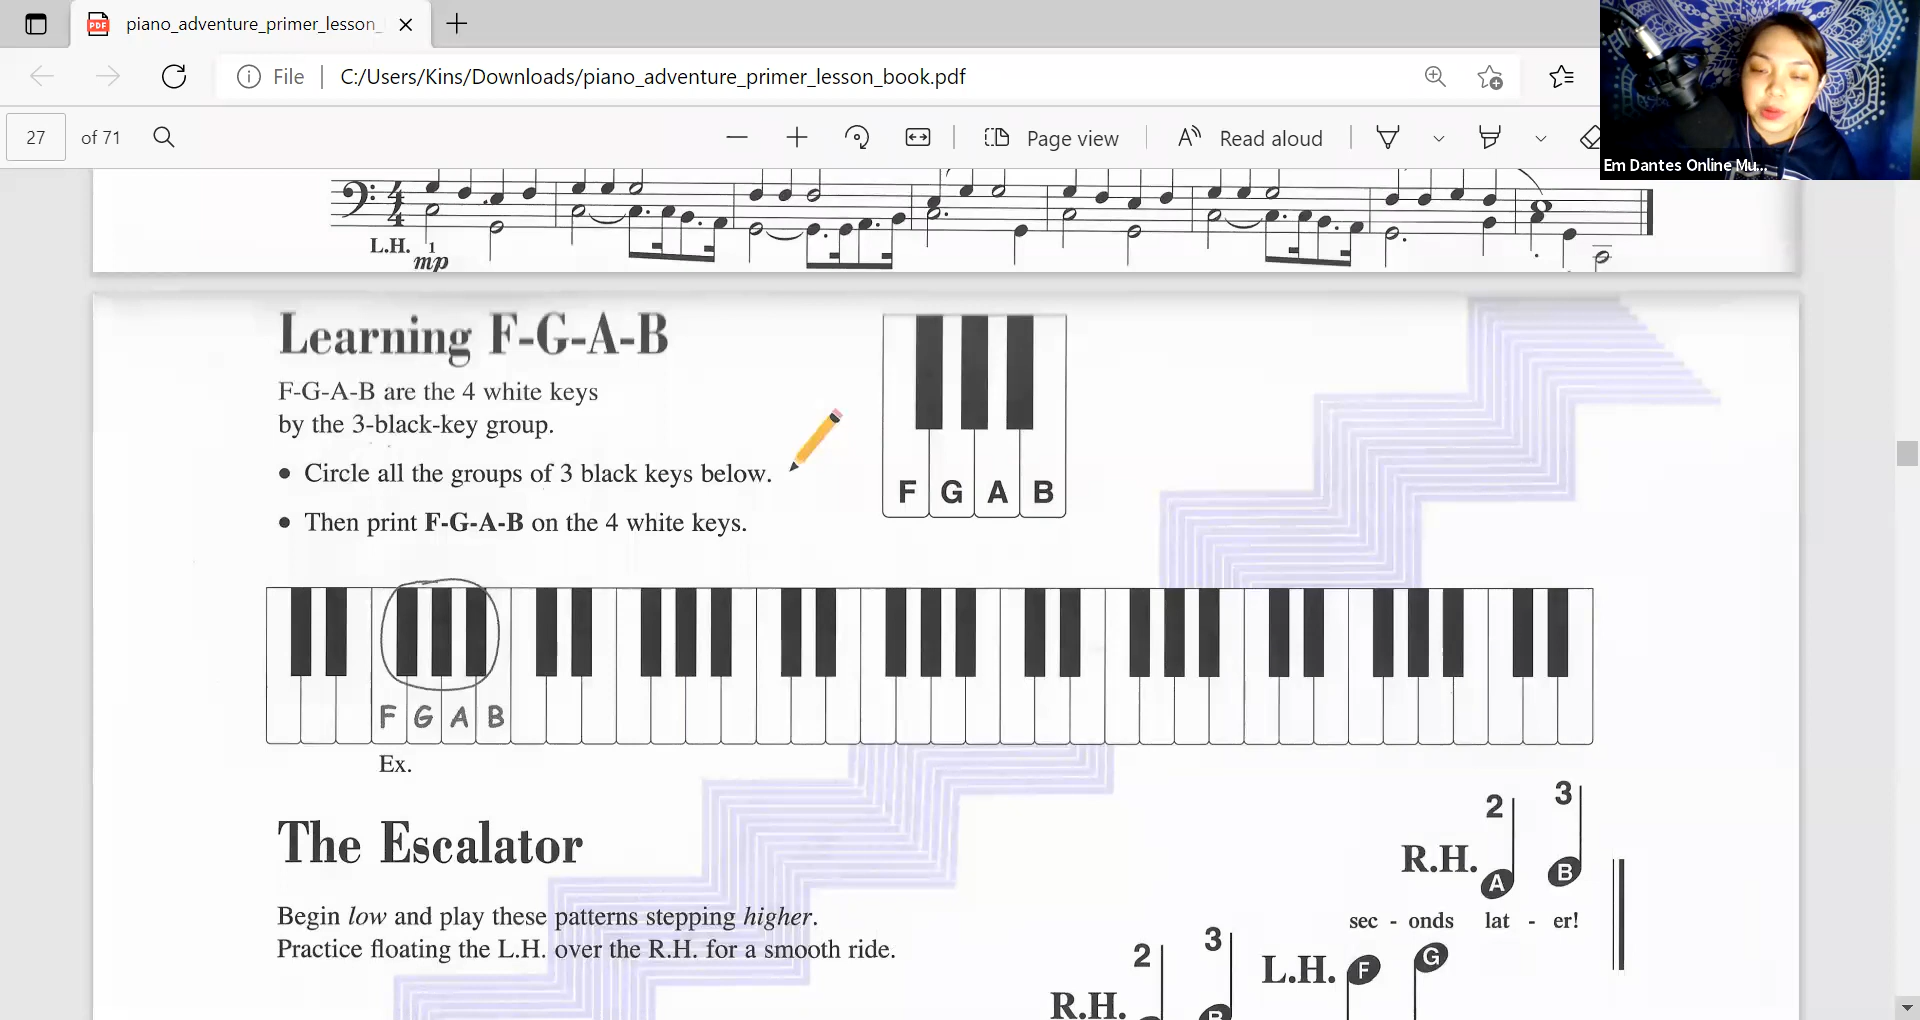 piano_adventure_primer_lesson_
File
C:/Users/Kins/Downloads/piano_adventure_primer_lesson_book.pdf
27 of 71
Page view
Read aloud
Em Dantes Online Mu...
4
4
L.H. 1
mp
Learning F-G-A-B
F-G-A-B are the 4 white keys
by the 3-black-key group.
• Circle all the groups of 3 black keys below.
• Then print F-G-A-B on the 4 white keys.
F G A B
F G A B
Ex.
The Escalator
Begin low and play these patterns stepping higher.
Practice floating the L.H. over the R.H. for a smooth ride.
2 3
R.H. A B
sec - onds lat - er!
L.H. F G
2 3
R.H. B